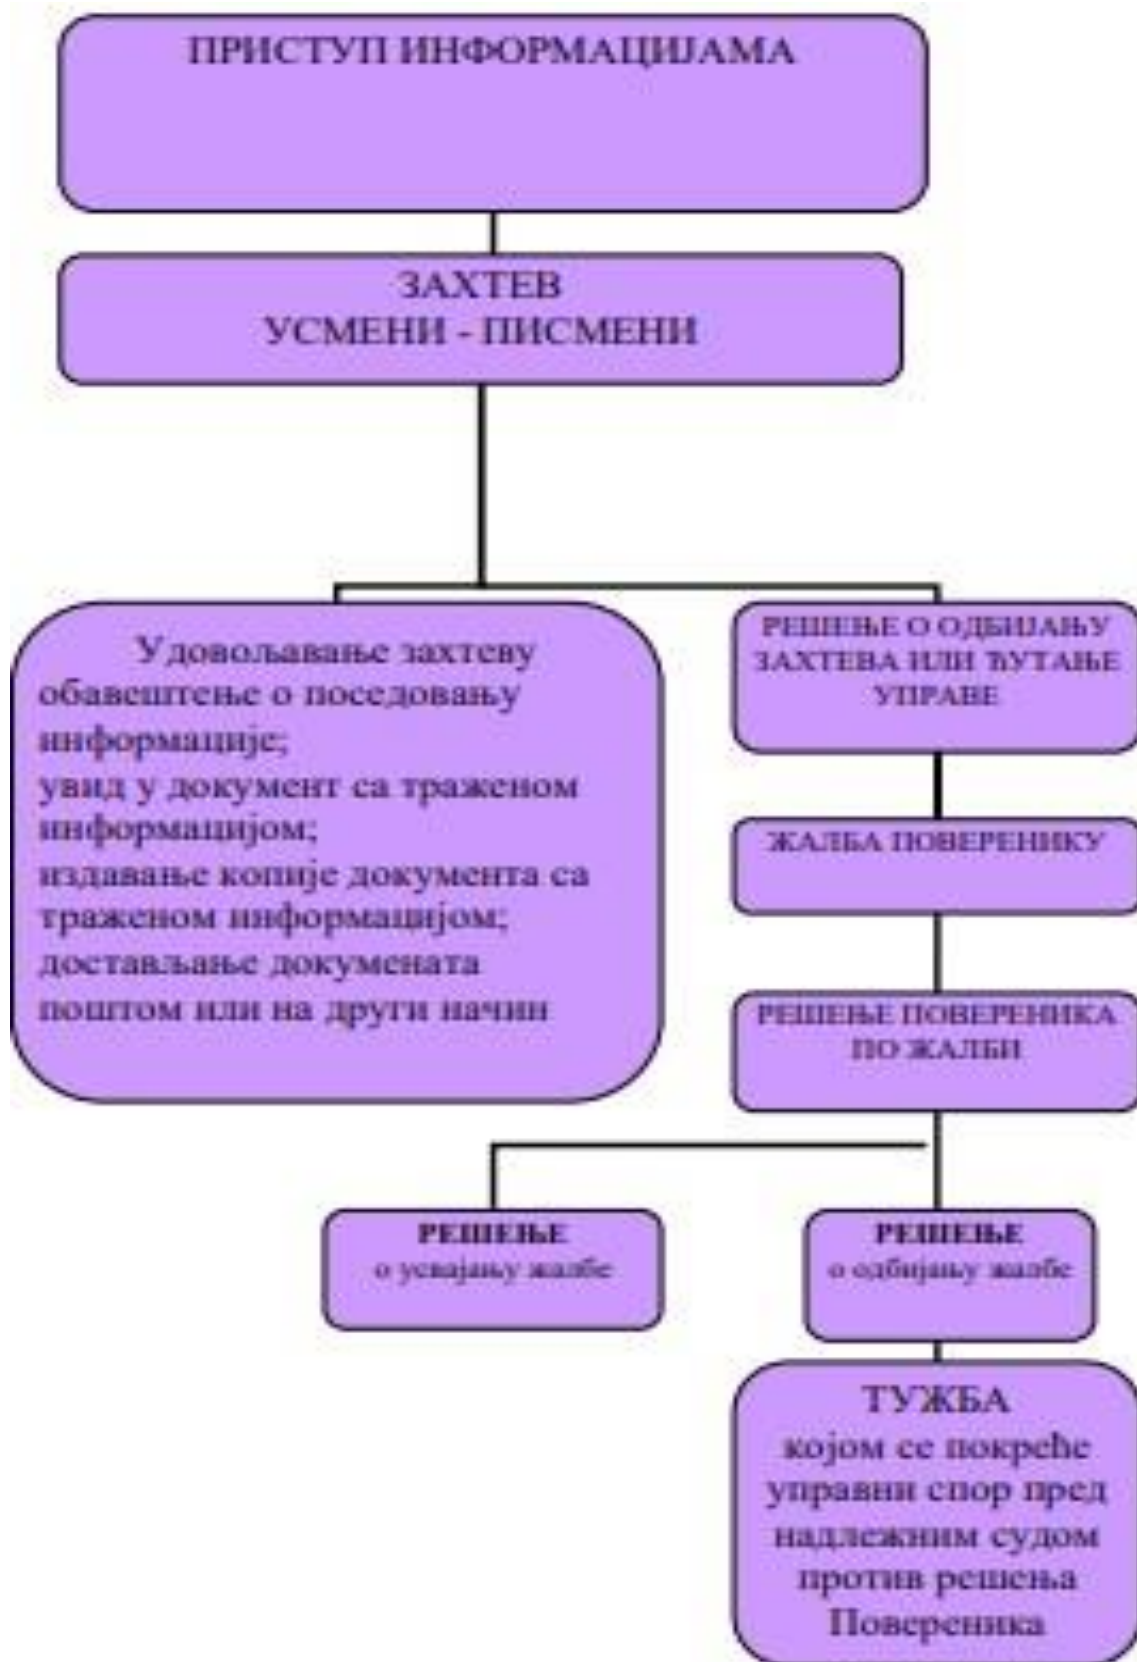 ПРИСТУП ИНФОРМАЦИЈАМА
ЗАХТЕВ
УСМЕНИ - ПИСМЕНИ
Удовољавање захтеву
обавештење о поседовању
информације;
увид у документ са траженом
информацијом;
издавање копије документа са
траженом информацијом;
достављање докумената
поштом или на други начин
РЕШЕЊЕ О ОДБИЈАЊУ
ЗАХТЕВА ИЛИ ЋУТАЊЕ
УПРАВЕ
ЖАЛБА ПОВЕРЕНИКУ
РЕШЕЊЕ ПОВЕРЕНИКА
ПО ЖАЛБИ
РЕШЕЊЕ
о усвајању жалбе
РЕШЕЊЕ
о одбијању жалбе
ТУЖБА
којом се покреће
управни спор пред
надлежним судом
против решења
Повереника